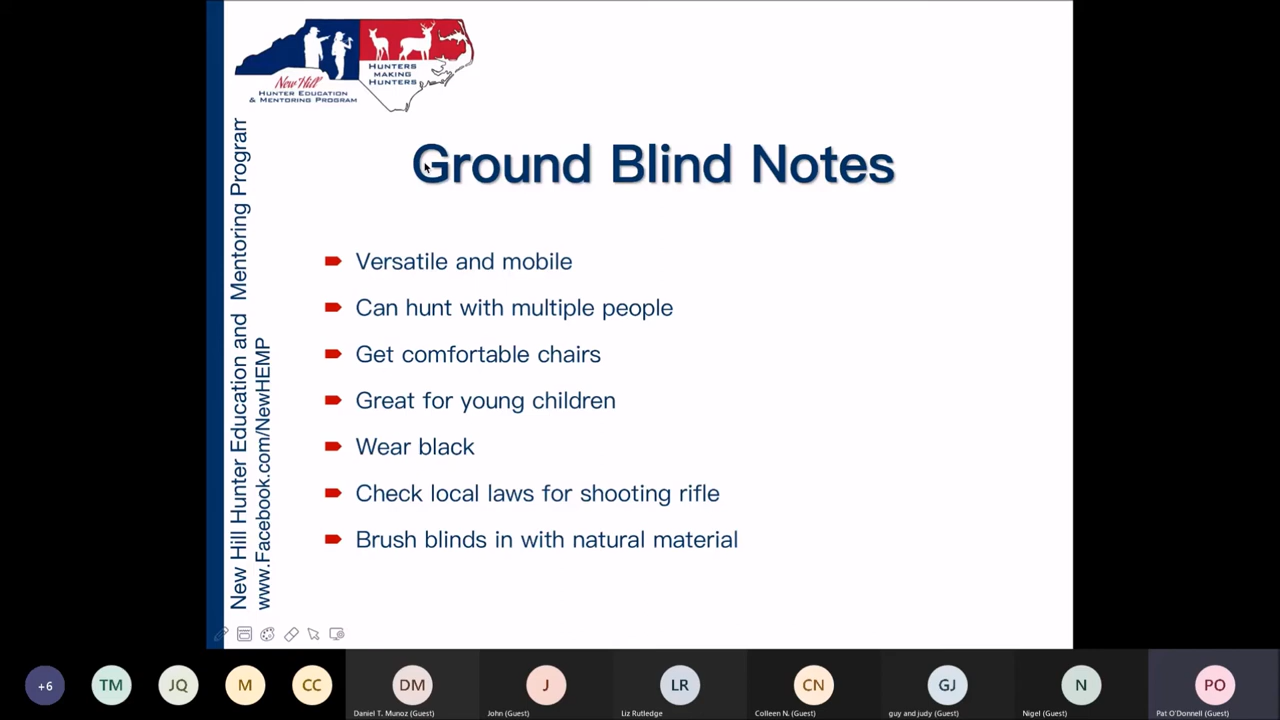 New Hill
HUNTER EDUCATION
& MENTORING PROGRAM
HUNTERS
MAKING
HUNTERS
New Hill Hunter Education and Mentoring Program
www.Facebook.com/NewHEMP
Ground Blind Notes
Versatile and mobile
Can hunt with multiple people
Get comfortable chairs
Great for young children
Wear black
Check local laws for shooting rifle
Brush blinds in with natural material
+6
TM
JQ
M
CC
DM
J
LR
CN
GJ
N
PO
Daniel T. Munoz (Guest)
John (Guest)
Liz Rutledge
Colleen N. (Guest)
guy and judy (Guest)
Nigel (Guest)
Pat O'Donnell (Guest)